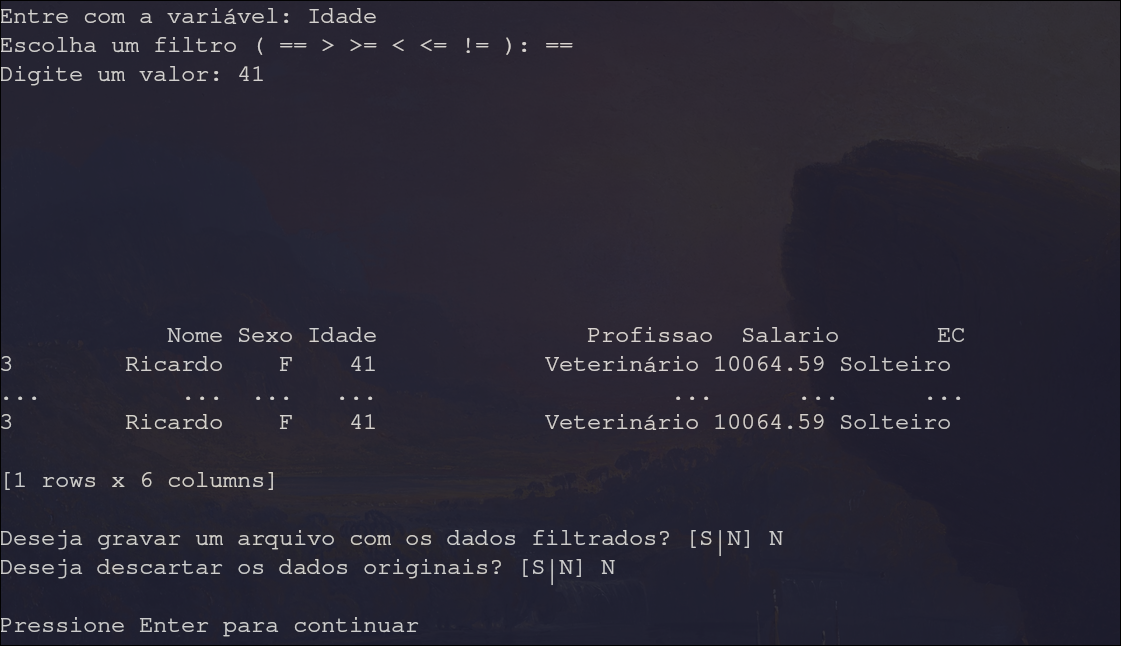 Entre com a variável: Idade
Escolha um filtro ( == > >= < <= != ): ==
Digite um valor: 41
Nome Sexo Idade Profissao Salario EC
3 Ricardo F 41 Veterinário 10064.59 Solteiro
... ... ... ... ... ... ...
3 Ricardo F 41 Veterinário 10064.59 Solteiro
[1 rows x 6 columns]
Deseja gravar um arquivo com os dados filtrados? [S|N] N
Deseja descartar os dados originais? [S|N] N
Pressione Enter para continuar